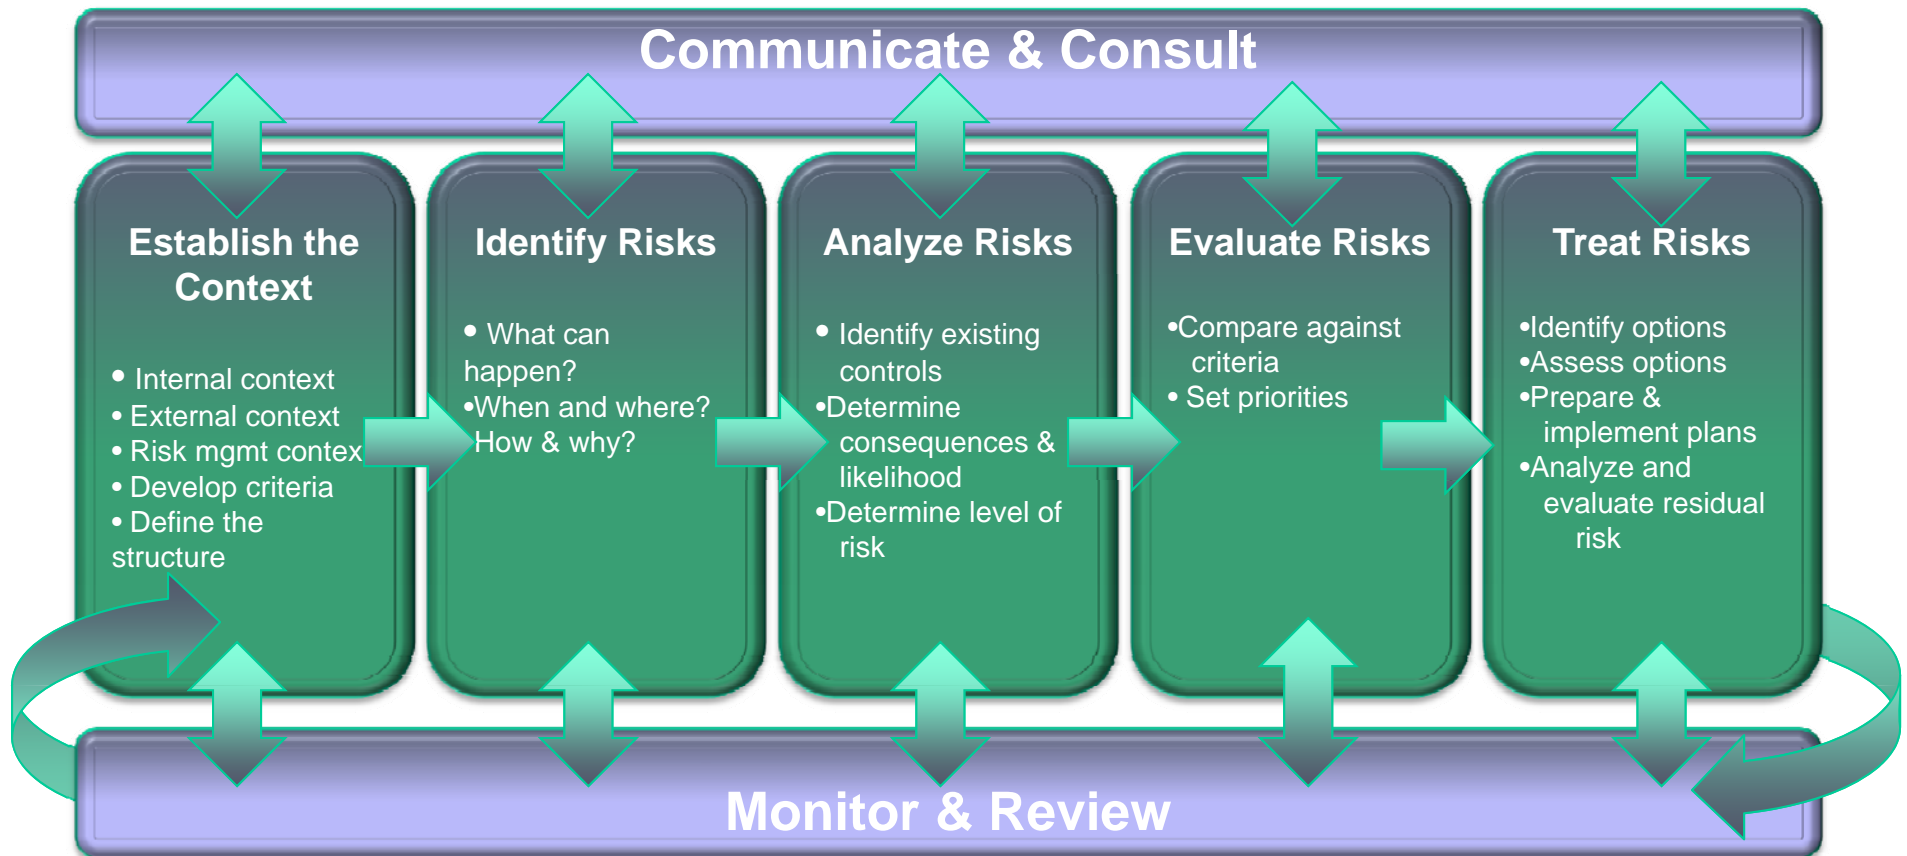 Communicate & Consult
Establish the
Context
• Internal context
• External context
• Risk mgmt contex
• Develop criteria
• Define the
structure
Identify Risks
• What can
happen?
•When and where?
•How & why?
Analyze Risks
• Identify existing
controls
•Determine
consequences &
likelihood
•Determine level of
risk
Evaluate Risks
•Compare against
criteria
• Set priorities
Treat Risks
•Identify options
•Assess options
•Prepare &
implement plans
•Analyze and
evaluate residual
risk
Monitor & Review